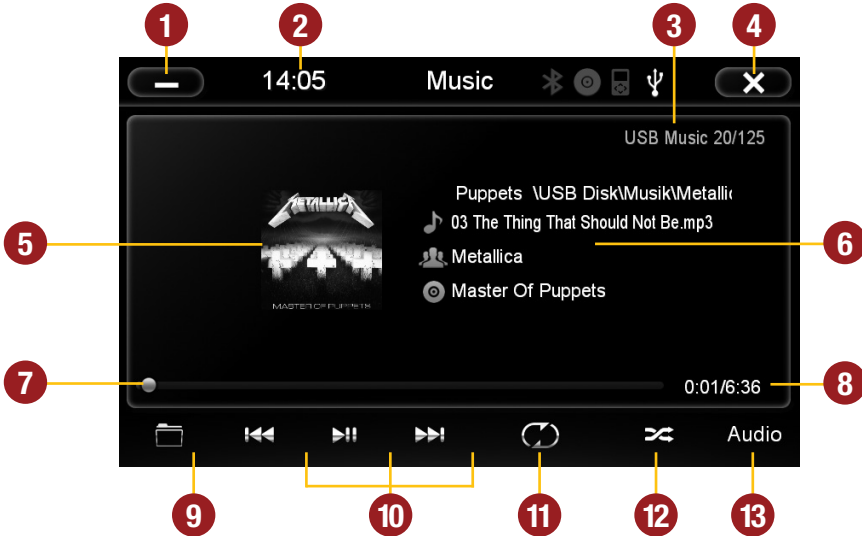 1 2 3 4
14:05 Music
USB Music 20/125
Puppets \USB Disk\Musik\Metallic
03 The Thing That Should Not Be.mp3
5 6
METALLICA
Metallica
Master Of Puppets
MASTER OF PUPPETS
7 8
0:01/6:36
Audio
9 10 11 12 13